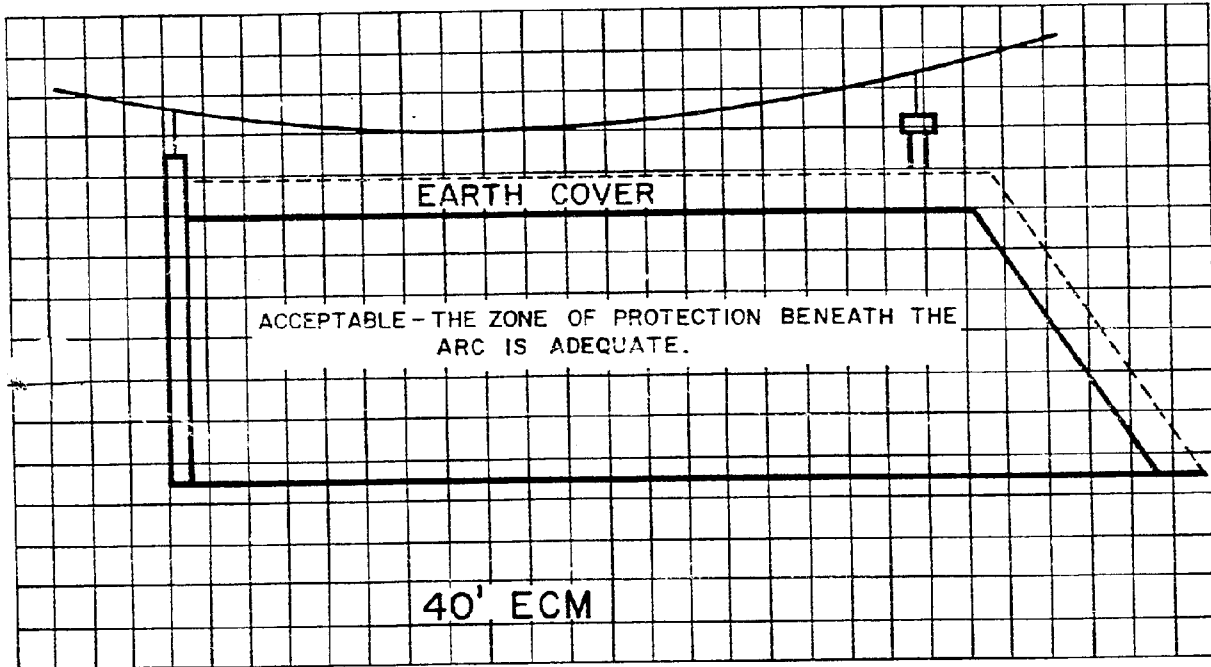 EARTH COVER
ACCEPTABLE – THE ZONE OF PROTECTION BENEATH THE
ARC IS ADEQUATE.
40' ECM